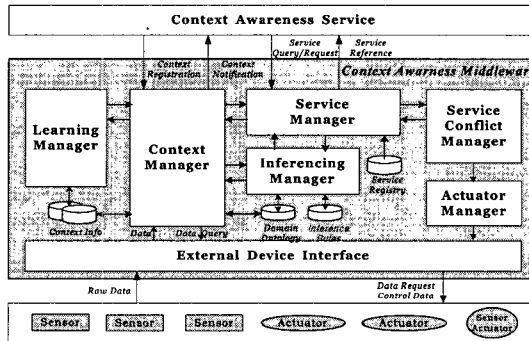 Context Awareness Service
Context
Registration
Context
Notification
Service
Query/Request
Service
Reference
Context Awarness Middlewar
Learning
Manager
Context
Manager
Service
Manager
Service
Conflict
Manager
Inferencing
Manager
Service
Registry
Actuator
Manager
Context Info
Data
Data Query
Domain
Ontology
Inference
Rules
External Device Interface
Raw Data
Data Request
Control Data
Sensor
Sensor
Sensor
Actuator
Actuator
Sensor
Actuator